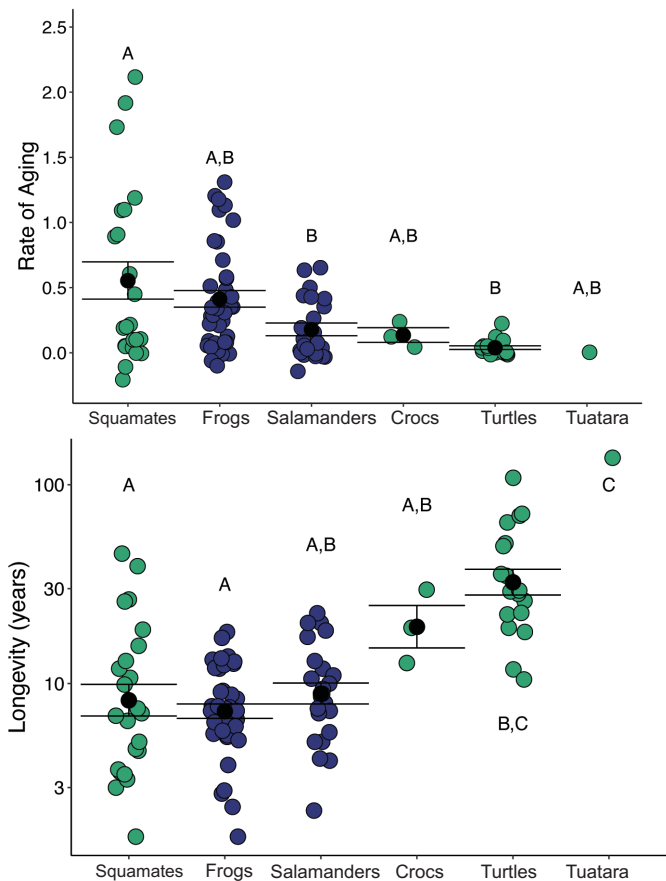 2.5
A
2.0
1.5
A,B
Rate of Aging
1.0
B
A,B
B
A,B
0.5
0.0
Squamates
Frogs
Salamanders
Crocs
Turtles
Tuatara
100
A
A,B
C
A,B
A
30
Longevity (years)
10
B,C
3
Squamates
Frogs
Salamanders
Crocs
Turtles
Tuatara